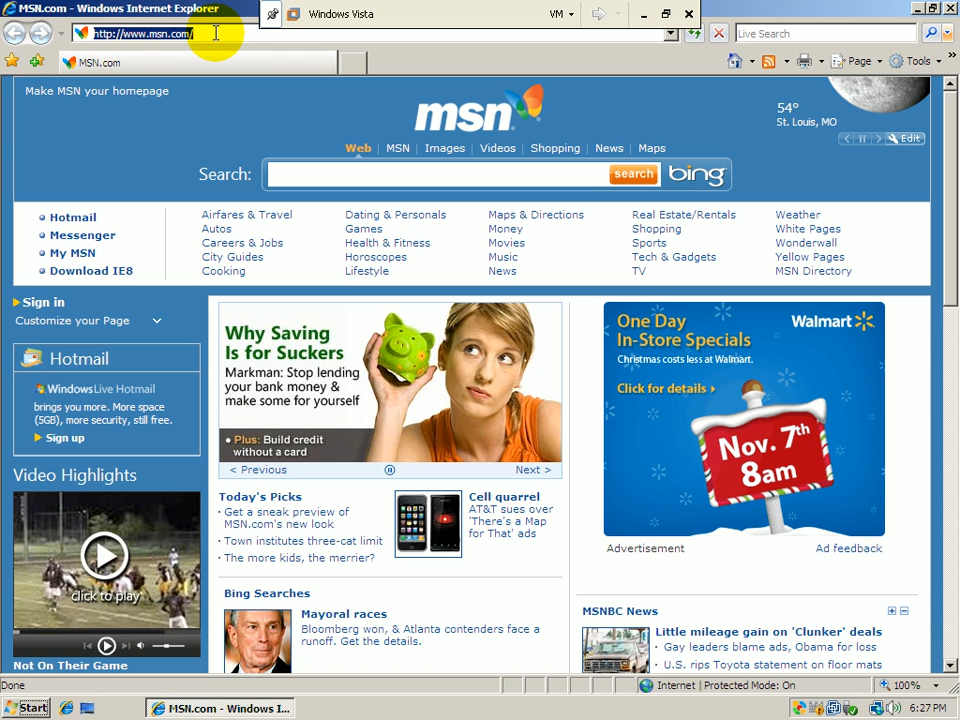 MSN.com - Windows Internet Explorer
Windows Vista
VM
http://www.msn.com/
Live Search
MSN.com
Page
Tools
Make MSN your homepage
msn
54°
St. Louis, MO
Edit
Web | MSN | Images | Videos | Shopping | News | Maps
Search:
search
bing
Hotmail
Messenger
My MSN
Download IE8
Airfares & Travel
Autos
Careers & Jobs
City Guides
Cooking
Dating & Personals
Games
Health & Fitness
Horoscopes
Lifestyle
Maps & Directions
Money
Movies
Music
News
Real Estate/Rentals
Shopping
Sports
Tech & Gadgets
TV
Weather
White Pages
Wonderwall
Yellow Pages
MSN Directory
Sign in
Customize your Page
Hotmail
WindowsLive Hotmail
brings you more. More space
(5GB), more security, still free.
Sign up
Video Highlights
click to play
Not On Their Game
Why Saving
Is for Suckers
Markman: Stop lending
your bank money &
make some for yourself
• Plus: Build credit
without a card
< Previous
Next >
Today's Picks
Get a sneak preview of
MSN.com's new look
Town institutes three-cat limit
The more kids, the merrier?
Cell quarrel
AT&T sues over
'There's a Map
for That' ads
Bing Searches
Mayoral races
Bloomberg won, & Atlanta contenders face a
runoff. Get the details.
One Day
In-Store Specials
Christmas costs less at Walmart.
Click for details
Walmart
Nov. 7th
8am
Advertisement
Ad feedback
MSNBC News
Little mileage gain on 'Clunker' deals
Gay leaders blame ads, Obama for loss
U.S. rips Toyota statement on floor mats
Done
Internet | Protected Mode: On
100%
Start
MSN.com - Windows I...
6:27 PM